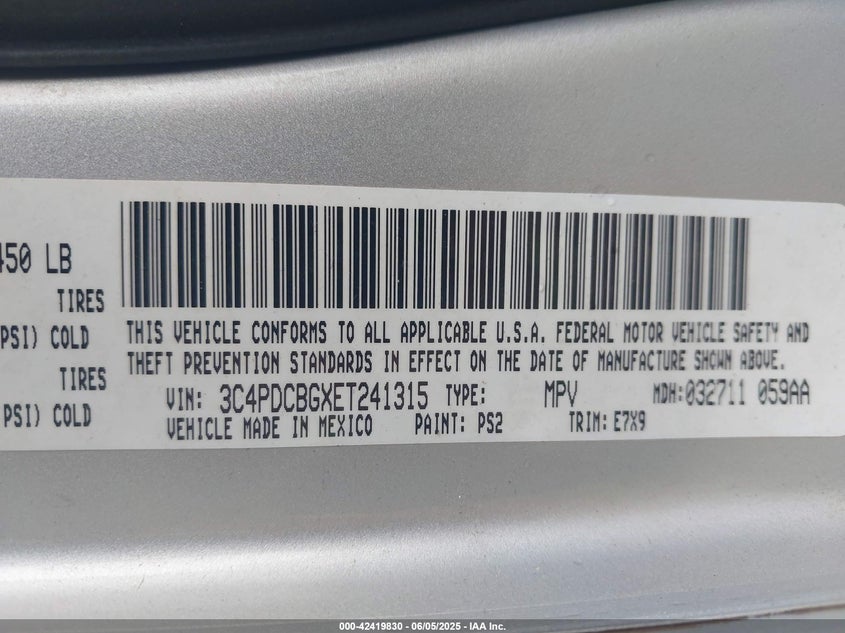 450 LB
TIRES
PSI) COLD
TIRES
PSI) COLD
THIS VEHICLE CONFORMS TO ALL APPLICABLE U.S.A. FEDERAL MOTOR VEHICLE SAFETY AND
THEFT PREVENTION STANDARDS IN EFFECT ON THE DATE OF MANUFACTURE SHOWN ABOVE.
VIN: 3C4PDCBGXET241315 TYPE: MPV MDH:032711 059AA
VEHICLE MADE IN MEXICO PAINT: PS2 TRIM: E7X9
000-42419830 - 06/05/2025 - IAA Inc.